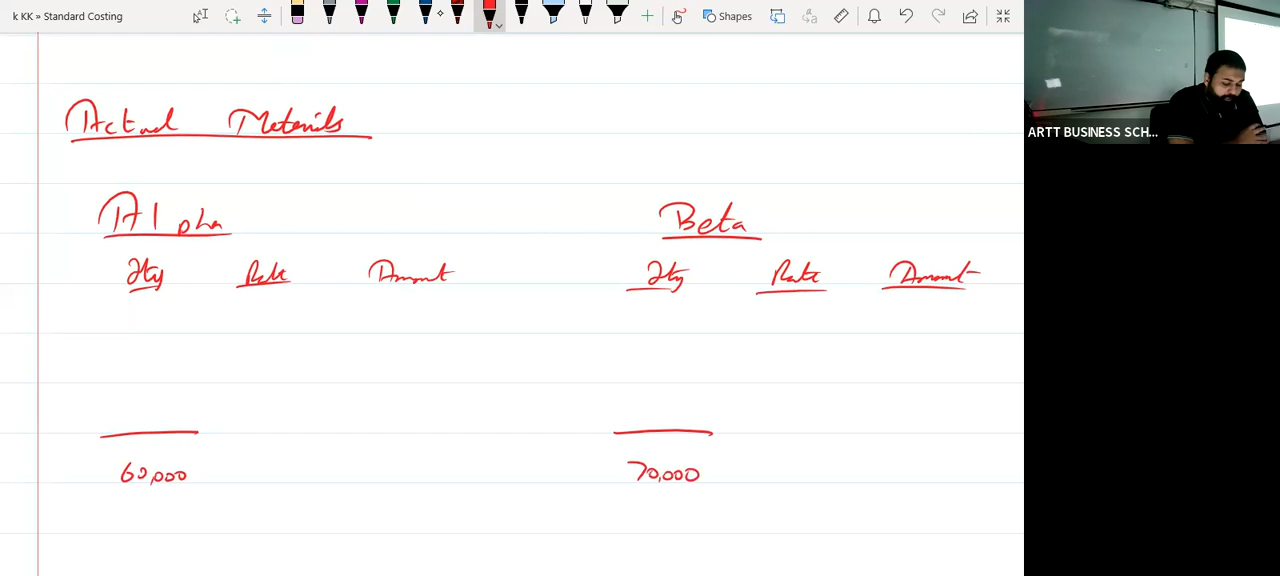 k KK » Standard Costing
Shapes
ARTT BUSINESS SCH...
Actual Materials
Alpha Beta
Qty Rate Amount Qty Rate Amount
60,000 70,000